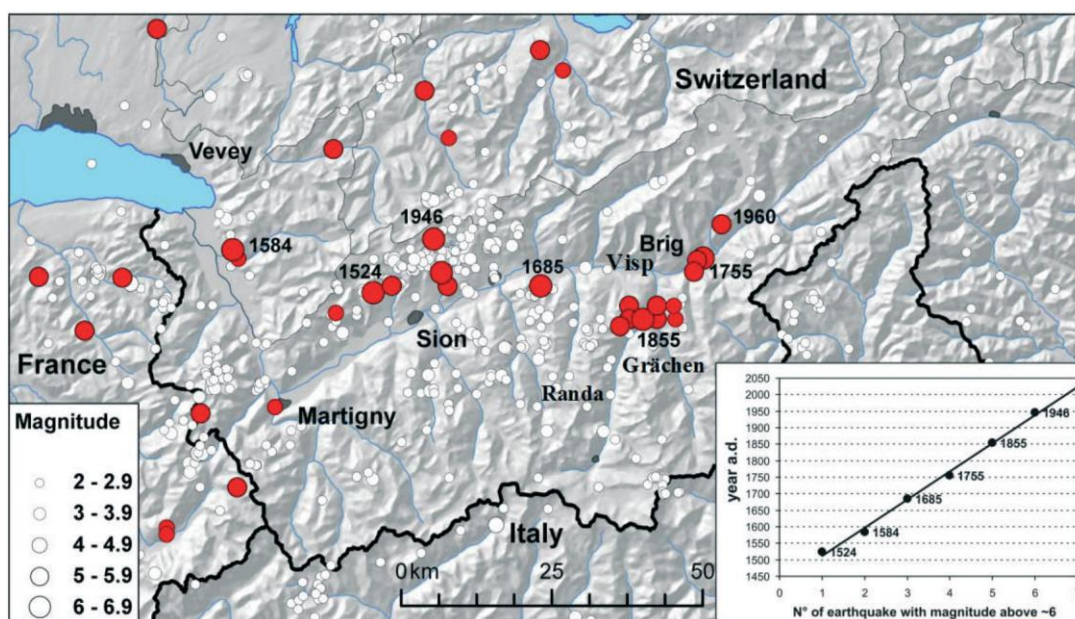 Switzerland
Vevey
1946
1960
1584
Brig
1524
1685
Visp
1755
Sion
1855
France
Grächen
Randa
Martigny
Italy
0 km 25 50
Magnitude
2 - 2.9
3 - 3.9
4 - 4.9
5 - 5.9
6 - 6.9
year a.d.
2050
2000
1950
1900
1850
1800
1750
1700
1650
1600
1550
1500
1450
1946
1855
1755
1685
1584
1524
0 1 2 3 4 5 6
N° of earthquake with magnitude above ~6